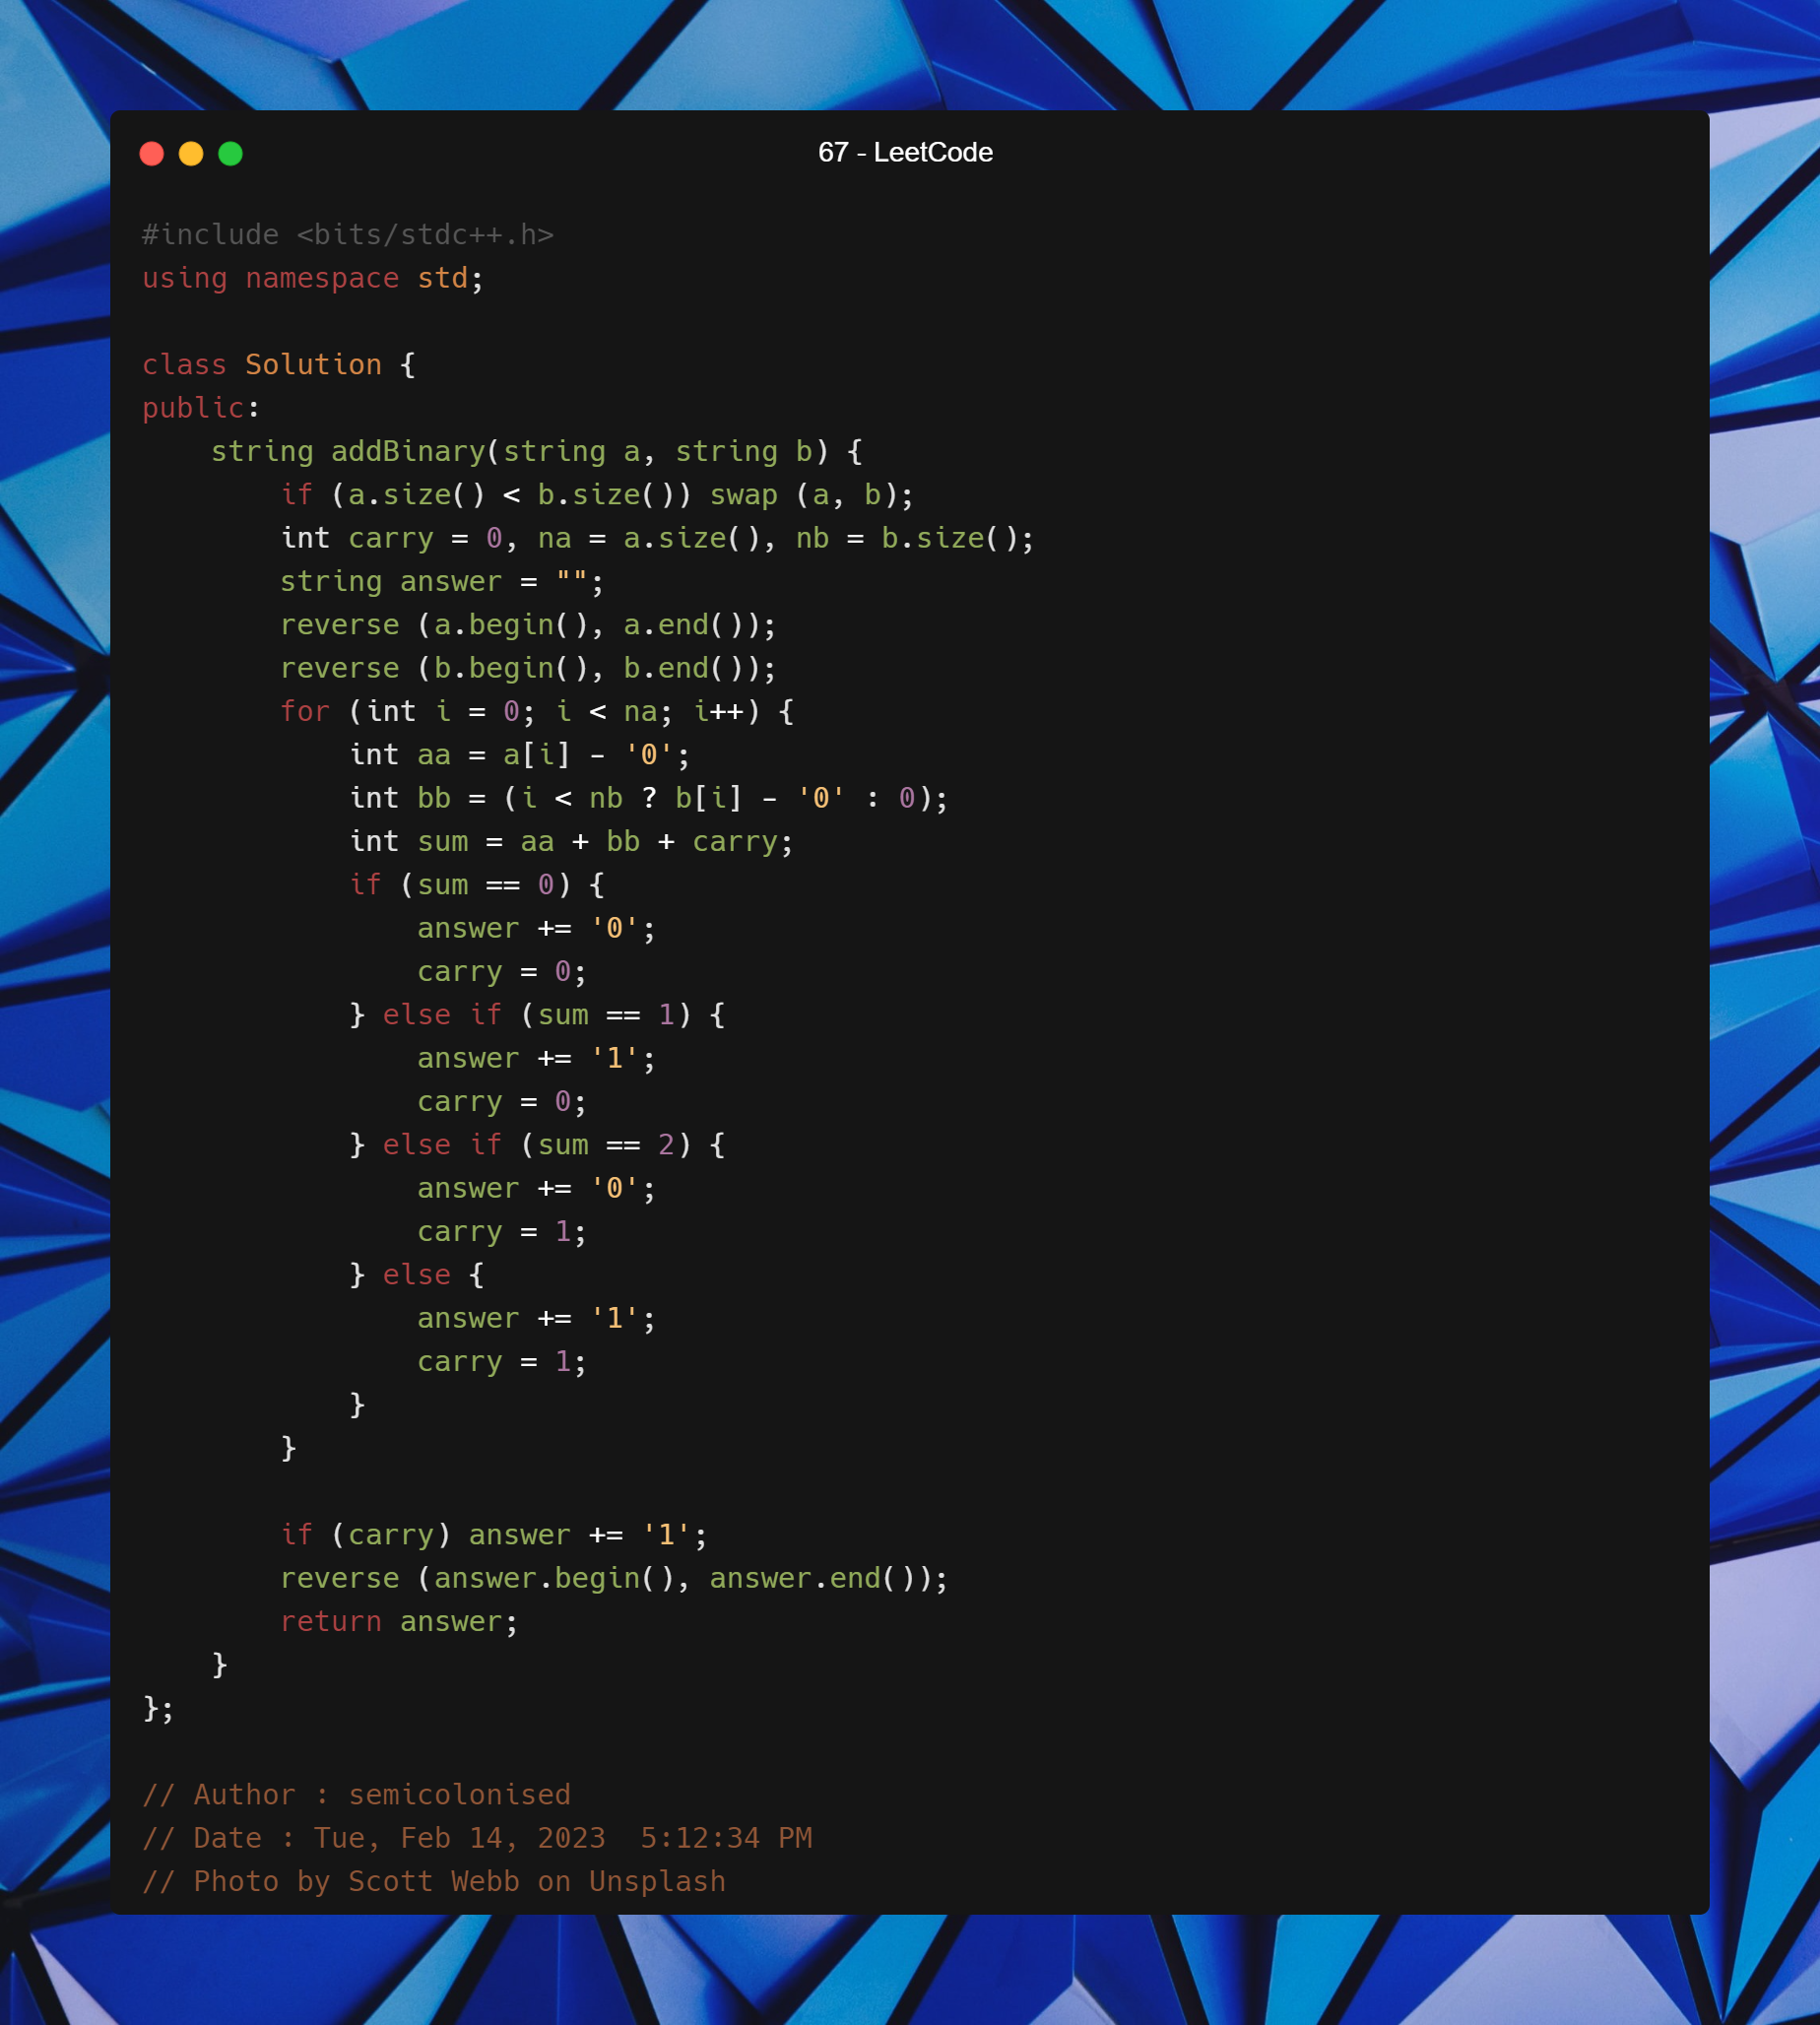 67 - LeetCode
#include <bits/stdc++.h>
using namespace std;
class Solution {
public:
    string addBinary(string a, string b) {
        if (a.size() < b.size()) swap (a, b);
        int carry = 0, na = a.size(), nb = b.size();
        string answer = "";
        reverse (a.begin(), a.end());
        reverse (b.begin(), b.end());
        for (int i = 0; i < na; i++) {
            int aa = a[i] - '0';
            int bb = (i < nb ? b[i] - '0' : 0);
            int sum = aa + bb + carry;
            if (sum == 0) {
                answer += '0';
                carry = 0;
            } else if (sum == 1) {
                answer += '1';
                carry = 0;
            } else if (sum == 2) {
                answer += '0';
                carry = 1;
            } else {
                answer += '1';
                carry = 1;
            }
        }
        if (carry) answer += '1';
        reverse (answer.begin(), answer.end());
        return answer;
    }
};
// Author : semicolonised
// Date : Tue, Feb 14, 2023  5:12:34 PM
// Photo by Scott Webb on Unsplash